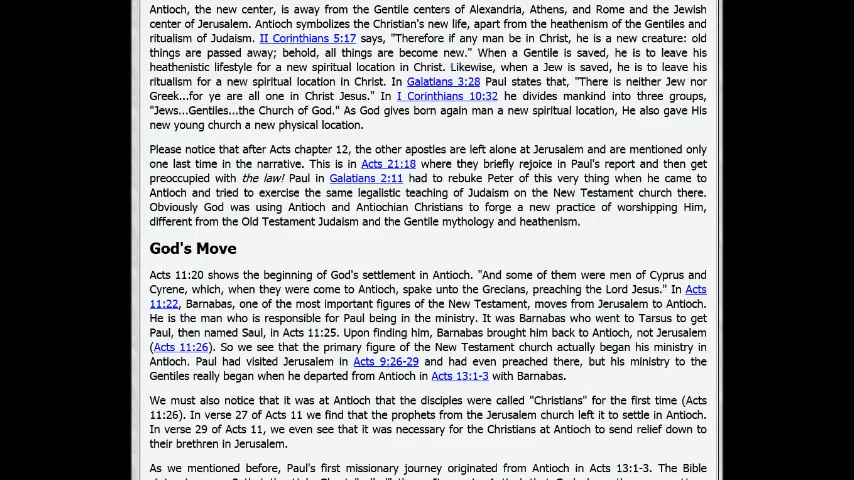 Antioch, the new center, is away from the Gentile centers of Alexandria, Athens, and Rome and the Jewish
center of Jerusalem. Antioch symbolizes the Christian's new life, apart from the heathenism of the Gentiles and
ritualism of Judaism. II Corinthians 5:17 says, "Therefore if any man be in Christ, he is a new creature: old
things are passed away; behold, all things are become new." When a Gentile is saved, he is to leave his
heathenistic lifestyle for a new spiritual location in Christ. Likewise, when a Jew is saved, he is to leave his
ritualism for a new spiritual location in Christ. In Galatians 3:28 Paul states that, "There is neither Jew nor
Greek...for ye are all one in Christ Jesus." In I Corinthians 10:32 he divides mankind into three groups,
"Jews...Gentiles...the Church of God." As God gives born again man a new spiritual location, He also gave His
new young church a new physical location.
Please notice that after Acts chapter 12, the other apostles are left alone at Jerusalem and are mentioned only
one last time in the narrative. This is in Acts 21:18 where they briefly rejoice in Paul's report and then get
preoccupied with the law! Paul in Galatians 2:11 had to rebuke Peter of this very thing when he came to
Antioch and tried to exercise the same legalistic teaching of Judaism on the New Testament church there.
Obviously God was using Antioch and Antiochian Christians to forge a new practice of worshipping Him,
different from the Old Testament Judaism and the Gentile mythology and heathenism.
God's Move
Acts 11:20 shows the beginning of God's settlement in Antioch. "And some of them were men of Cyprus and
Cyrene, which, when they were come to Antioch, spake unto the Grecians, preaching the Lord Jesus." In Acts
11:22, Barnabas, one of the most important figures of the New Testament, moves from Jerusalem to Antioch.
He is the man who is responsible for Paul being in the ministry. It was Barnabas who went to Tarsus to get
Paul, then named Saul, in Acts 11:25. Upon finding him, Barnabas brought him back to Antioch, not Jerusalem
(Acts 11:26). So we see that the primary figure of the New Testament church actually began his ministry in
Antioch. Paul had visited Jerusalem in Acts 9:26-29 and had even preached there, but his ministry to the
Gentiles really began when he departed from Antioch in Acts 13:1-3 with Barnabas.
We must also notice that it was at Antioch that the disciples were called "Christians" for the first time (Acts
11:26). In verse 27 of Acts 11 we find that the prophets from the Jerusalem church left it to settle in Antioch.
In verse 29 of Acts 11, we even see that it was necessary for the Christians at Antioch to send relief down to
their brethren in Jerusalem.
As we mentioned before, Paul's first missionary journey originated from Antioch in Acts 13:1-3. The Bible